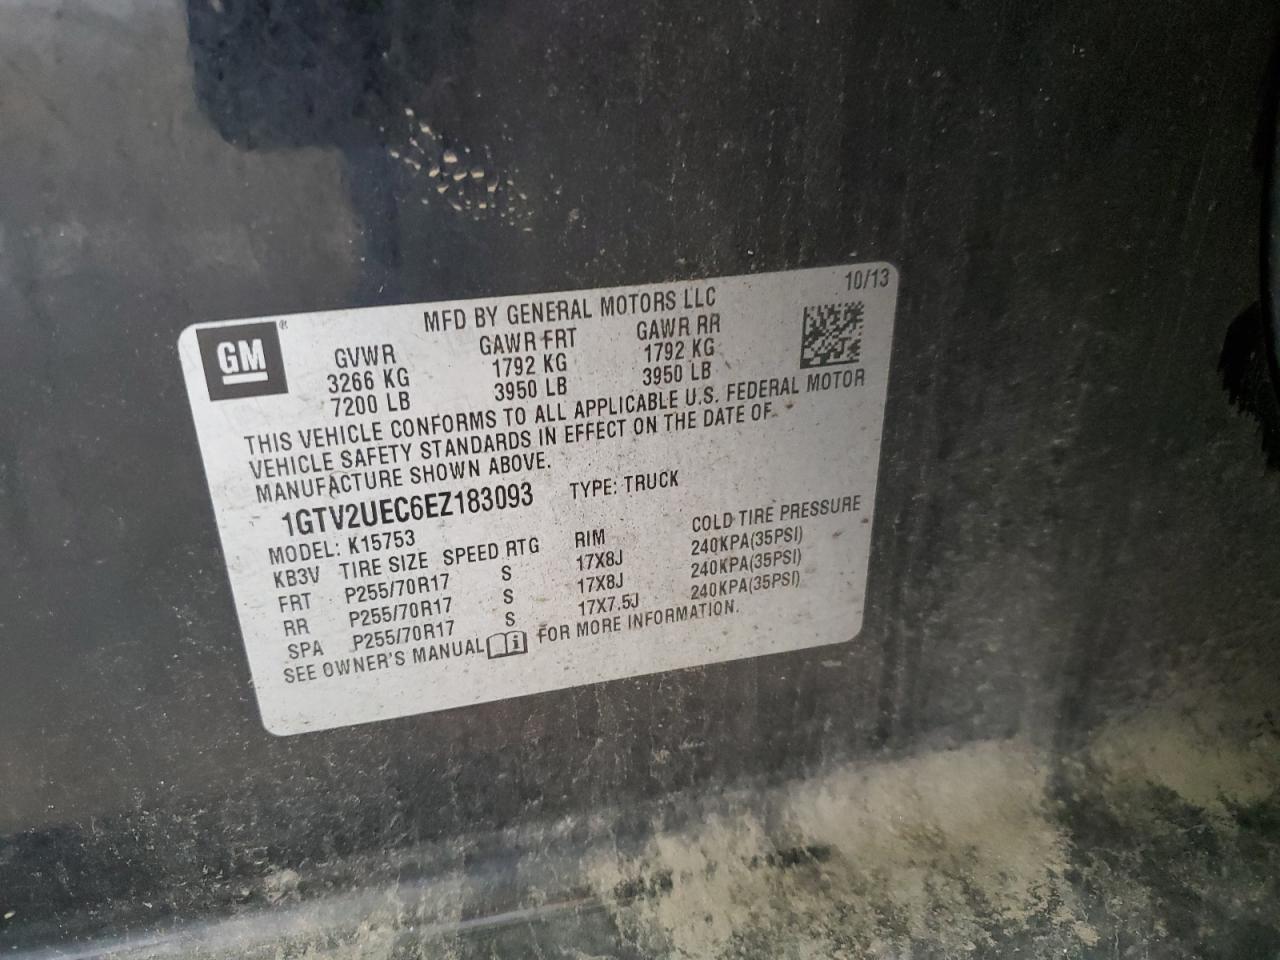 10/13
MFD BY GENERAL MOTORS LLC
GM ®
GVWR GAWR FRT GAWR RR
3266 KG 1792 KG 1792 KG
7200 LB 3950 LB 3950 LB
THIS VEHICLE CONFORMS TO ALL APPLICABLE U.S. FEDERAL MOTOR
VEHICLE SAFETY STANDARDS IN EFFECT ON THE DATE OF
MANUFACTURE SHOWN ABOVE.
1GTV2UEC6EZ183093 TYPE: TRUCK
MODEL: K15753
KB3V TIRE SIZE SPEED RTG RIM COLD TIRE PRESSURE
FRT P255/70R17 S 17X8J 240KPA(35PSI)
RR P255/70R17 S 17X8J 240KPA(35PSI)
SPA P255/70R17 S 17X7.5J 240KPA(35PSI)
SEE OWNER'S MANUAL FOR MORE INFORMATION.